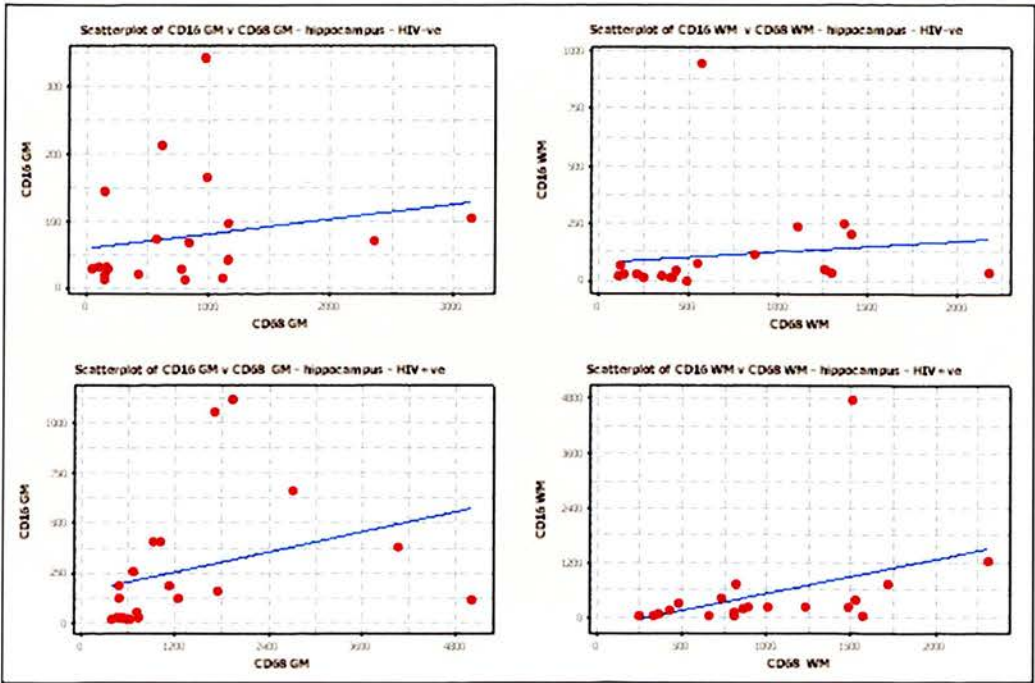 Scatterplot of CD16 GM v CD68 GM - hippocampus - HIV-ve
300
200
100
0
CD16 GM
0 1000 2000 3000
CD68 GM
Scatterplot of CD16 WM v CD68 WM - hippocampus - HIV-ve
1000
750
500
250
0
CD16 WM
0 500 1000 1500 2000
CD68 WM
Scatterplot of CD16 GM v CD68 GM - hippocampus - HIV+ve
1000
750
500
250
0
CD16 GM
1200 2400 3600 4800
CD68 GM
Scatterplot of CD16 WM v CD68 WM - hippocampus - HIV+ve
4800
3600
2400
1200
0
CD16 WM
0 500 1000 1500 2000
CD68 WM